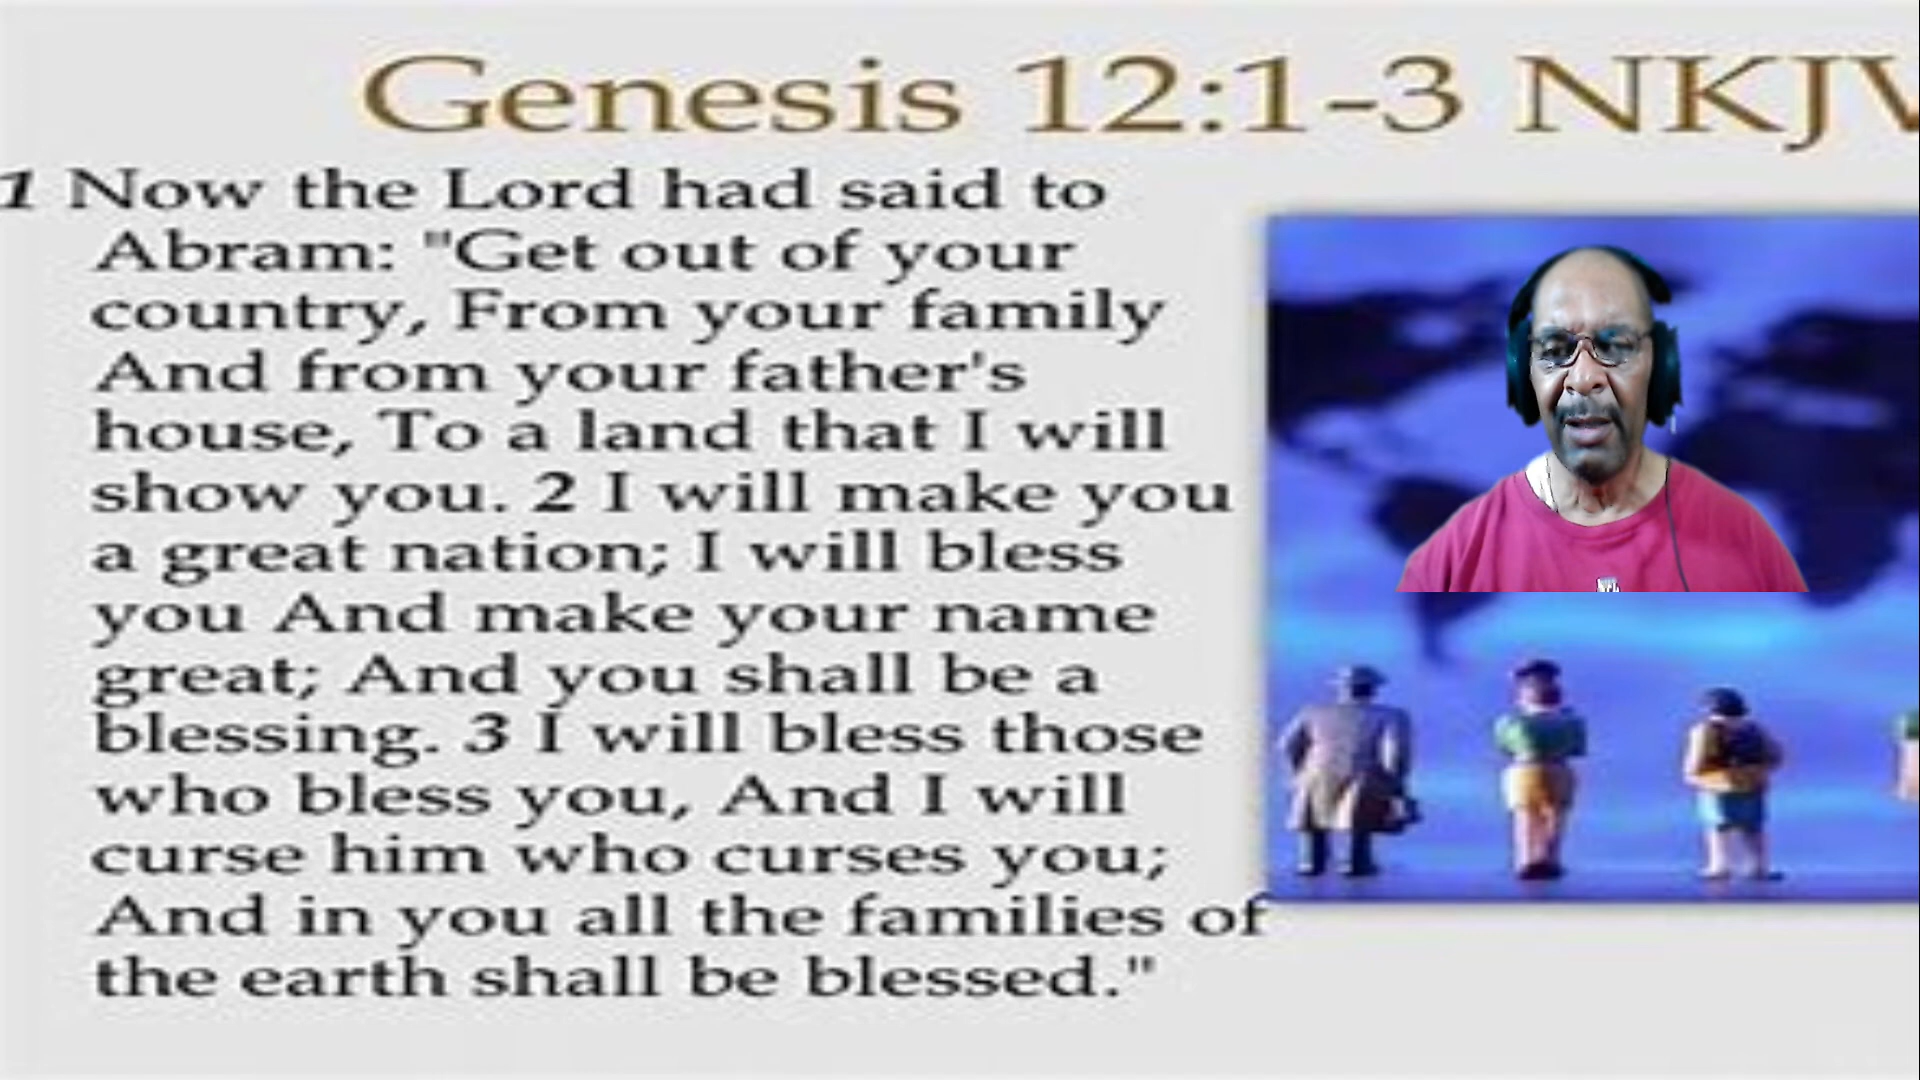 Genesis 12:1-3 NKJV
1 Now the Lord had said to
Abram: "Get out of your
country, From your family
And from your father's
house, To a land that I will
show you. 2 I will make you
a great nation; I will bless
you And make your name
great; And you shall be a
blessing. 3 I will bless those
who bless you, And I will
curse him who curses you;
And in you all the families of
the earth shall be blessed."